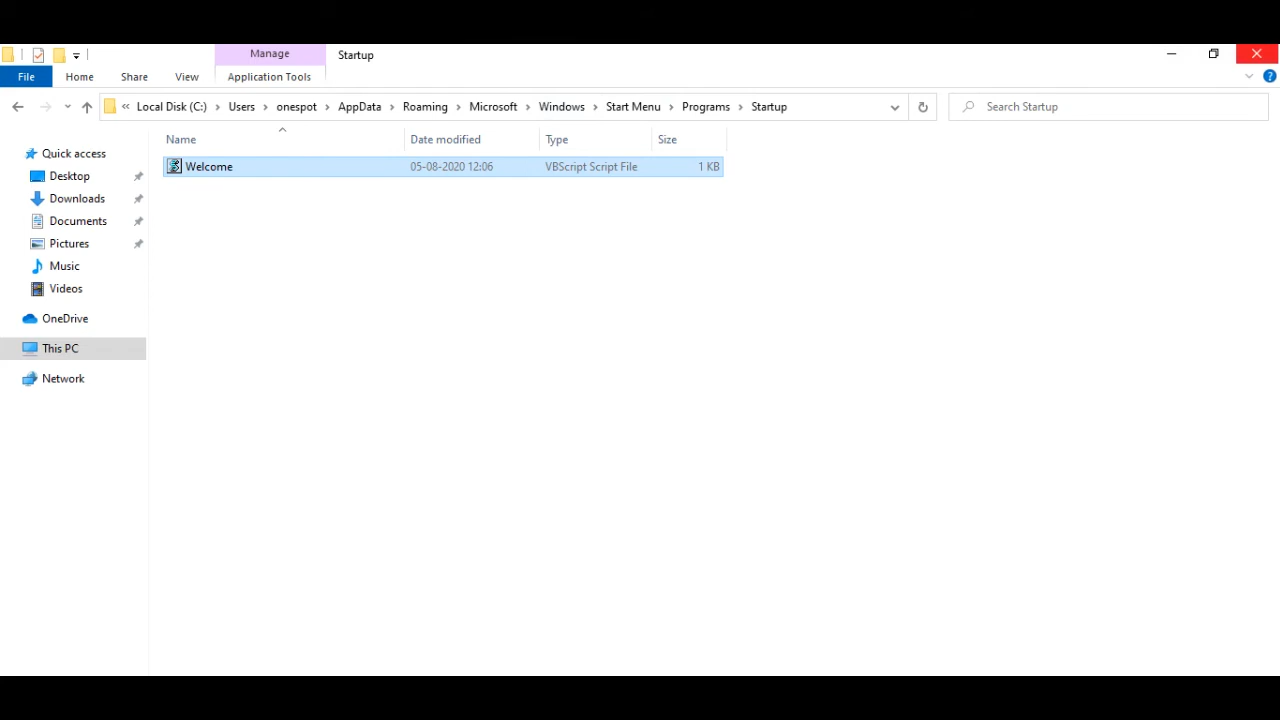 Manage
Startup
File
Home
Share
View
Application Tools
« Local Disk (C:) › Users › onespot › AppData › Roaming › Microsoft › Windows › Start Menu › Programs › Startup
Search Startup
Name
Date modified
Type
Size
Welcome
05-08-2020 12:06
VBScript Script File
1 KB
Quick access
Desktop
Downloads
Documents
Pictures
Music
Videos
OneDrive
This PC
Network